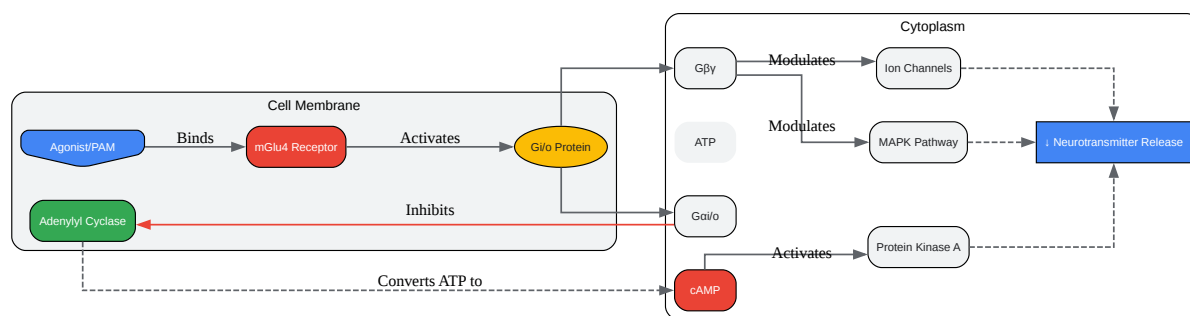 Cytoplasm
Gβγ
Modulates
Ion Channels
Cell Membrane
Agonist/PAM
Binds
mGlu4 Receptor
Activates
Gi/o Protein
ATP
Modulates
MAPK Pathway
↓ Neurotransmitter Release
Adenylyl Cyclase
Inhibits
Gαi/o
Protein Kinase A
Activates
Converts ATP to
cAMP